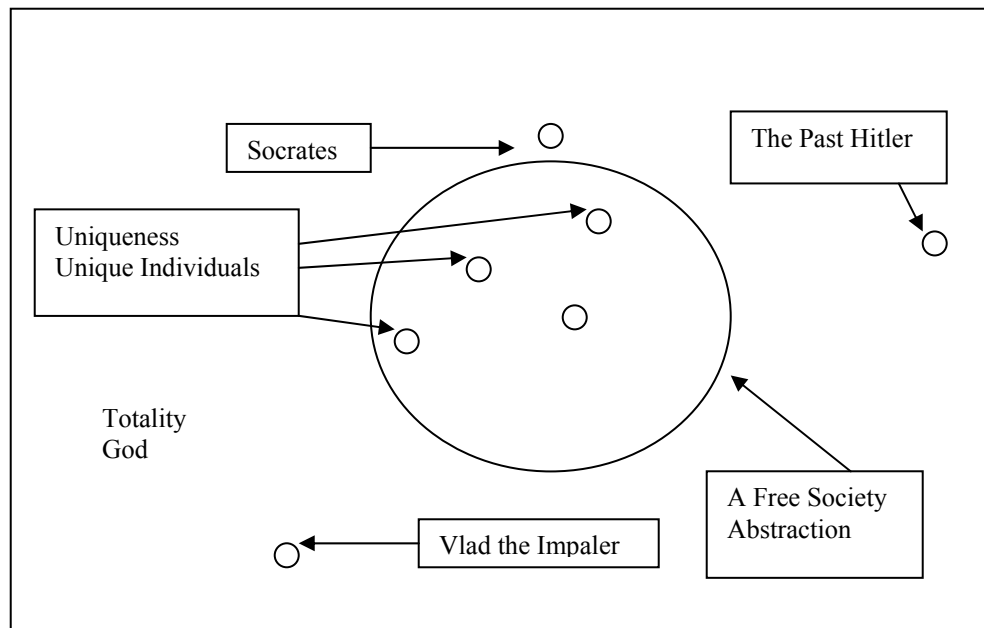 Socrates
The Past Hitler
Uniqueness
Unique Individuals
Totality
God
A Free Society
Abstraction
Vlad the Impaler